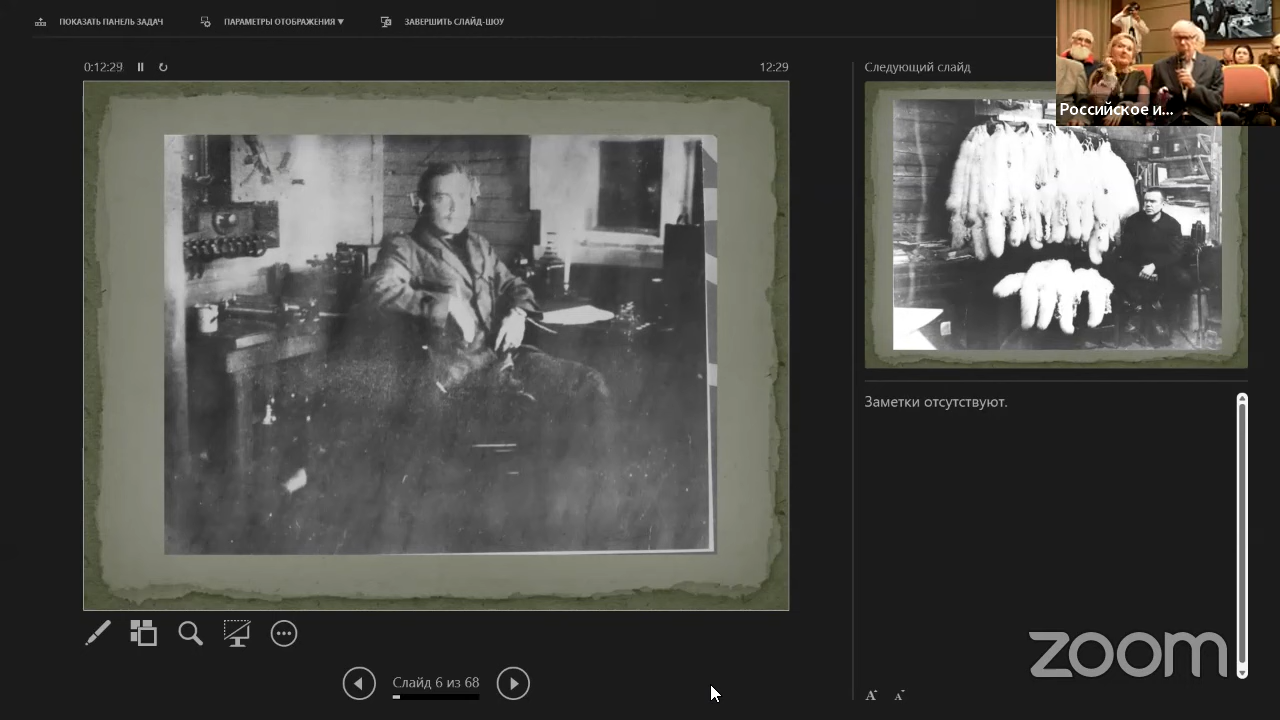 ПОКАЗАТЬ ПАНЕЛЬ ЗАДАЧ
ПАРАМЕТРЫ ОТОБРАЖЕНИЯ ▼
ЗАВЕРШИТЬ СЛАЙД-ШОУ
0:12:29
12:29
Следующий слайд
Российское и...
Заметки отсутствуют.
Слайд 6 из 68
A A
zoom